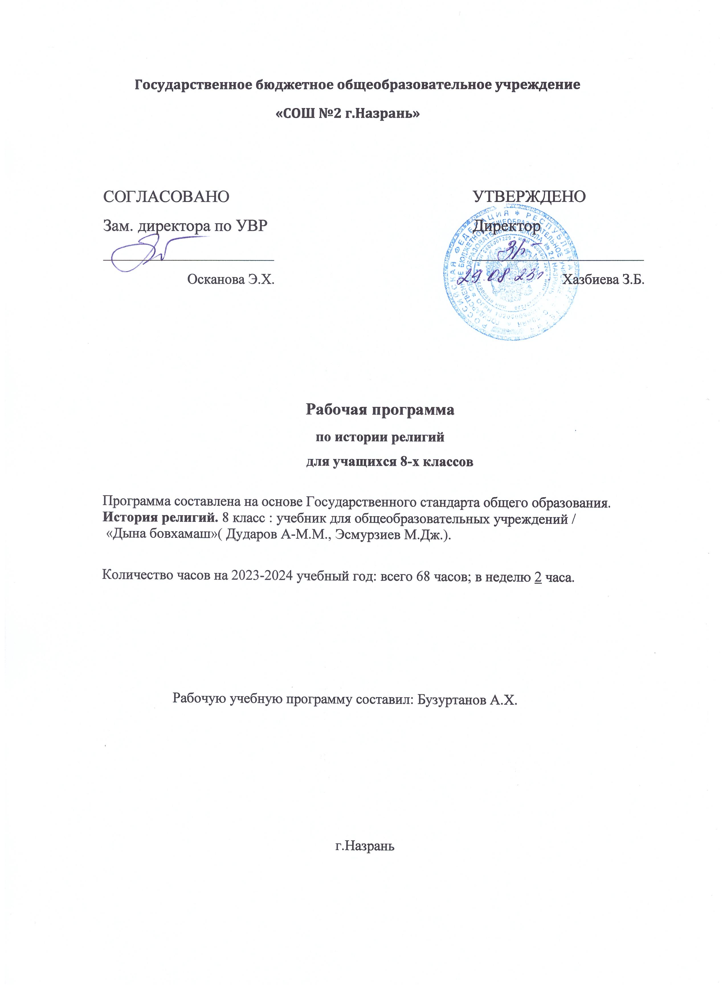 Государственное бюджетное общеобразовательное учреждение
«СОШ №2 г.Назрань»
СОГЛАСОВАНО
УТВЕРЖДЕНО
Зам. директора по УВР
Директор
29.08.23г
Осканова Э.Х.
Хазбиева З.Б.
РОССИЙСКАЯ ФЕДЕРАЦИЯ * РЕСПУБЛИКА
Рабочая программа
по истории религий
для учащихся 8-х классов
Программа составлена на основе Государственного стандарта общего образования.
История религий. 8 класс : учебник для общеобразовательных учреждений /
«Дына бовхамаш»( Дударов А-М.М., Эсмурзиев М.Дж.).
Количество часов на 2023-2024 учебный год: всего 68 часов; в неделю 2 часа.
Рабочую учебную программу составил: Бузуртанов А.Х.
г.Назрань